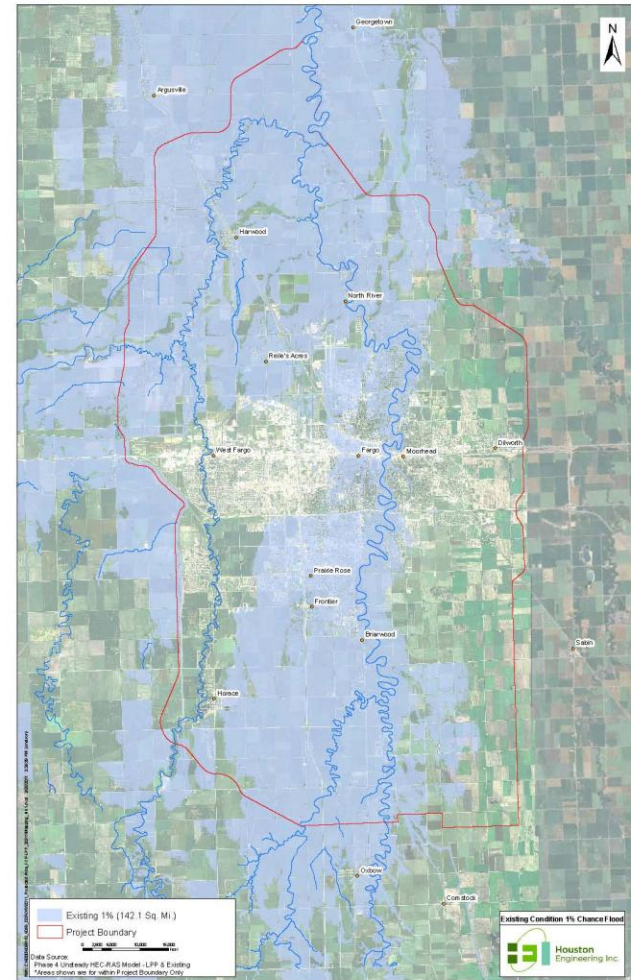 Georgetown
N
Argusville
Harwood
North River
Reile's Acres
West Fargo
Fargo
Moorhead
Dilworth
Prairie Rose
Frontier
Briarwood
Sabin
Horace
Oxbow
Comstock
Existing 1% (142.1 Sq. Mi.)
Project Boundary
Data Source:
Phase 4 Unsteady HEC-RAS Model - LPP & Existing
*Areas shown are for within Project Boundary Only
Existing Condition 1% Chance Flood
Houston
Engineering Inc.